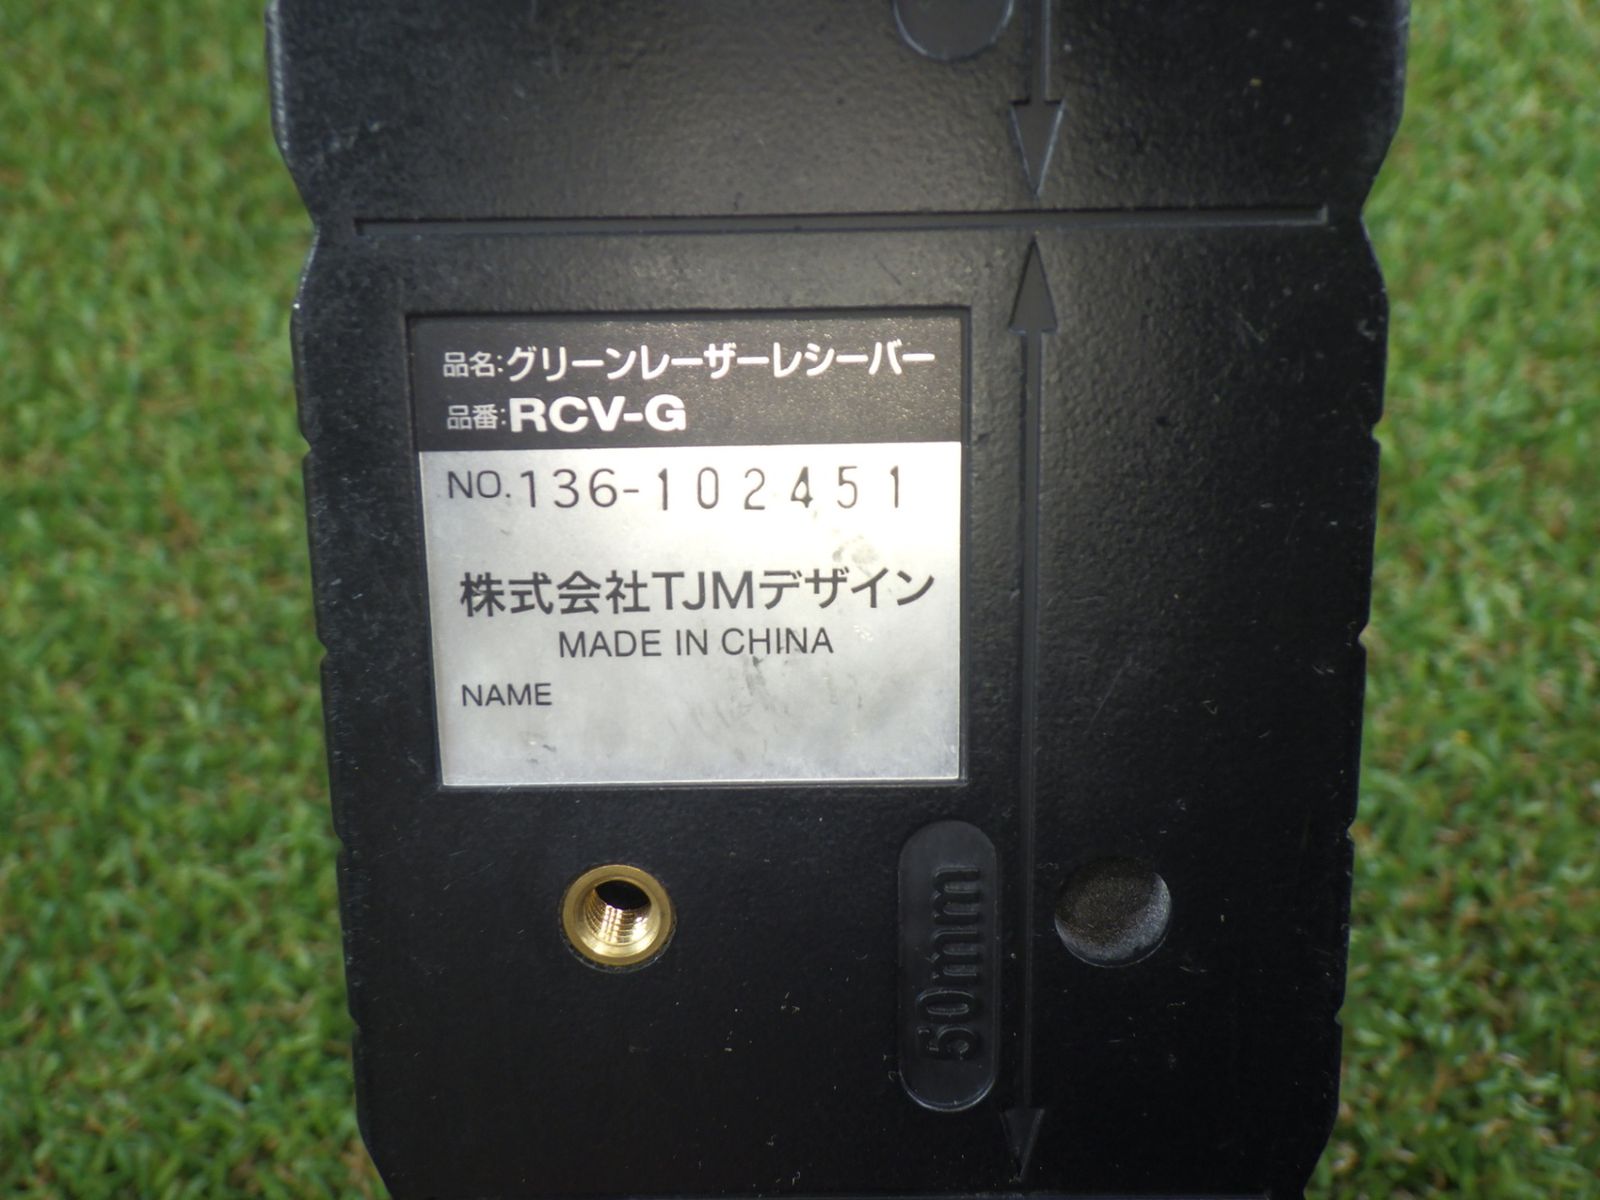 品名:グリーンレーザーレシーバー
品番:RCV-G
NO.136-102451
株式会社TJMデザイン
MADE IN CHINA
NAME
50mm